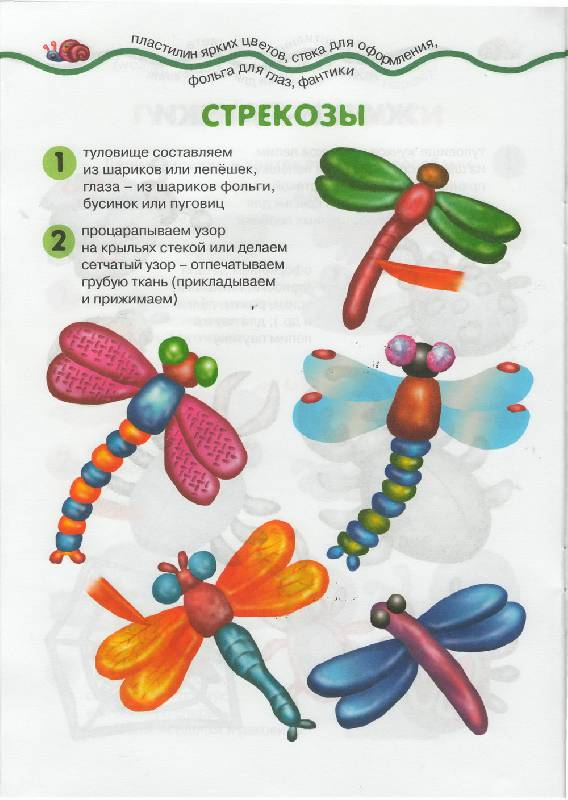 пластилин ярких цветов, стека для оформления,
фольга для глаз, фантики
СТРЕКОЗЫ
1 туловище составляем
из шариков или лепёшек,
глаза – из шариков фольги,
бусинок или пуговиц
2 процарапываем узор
на крыльях стекой или делаем
сетчатый узор – отпечатываем
грубую ткань (прикладываем
и прижимаем)